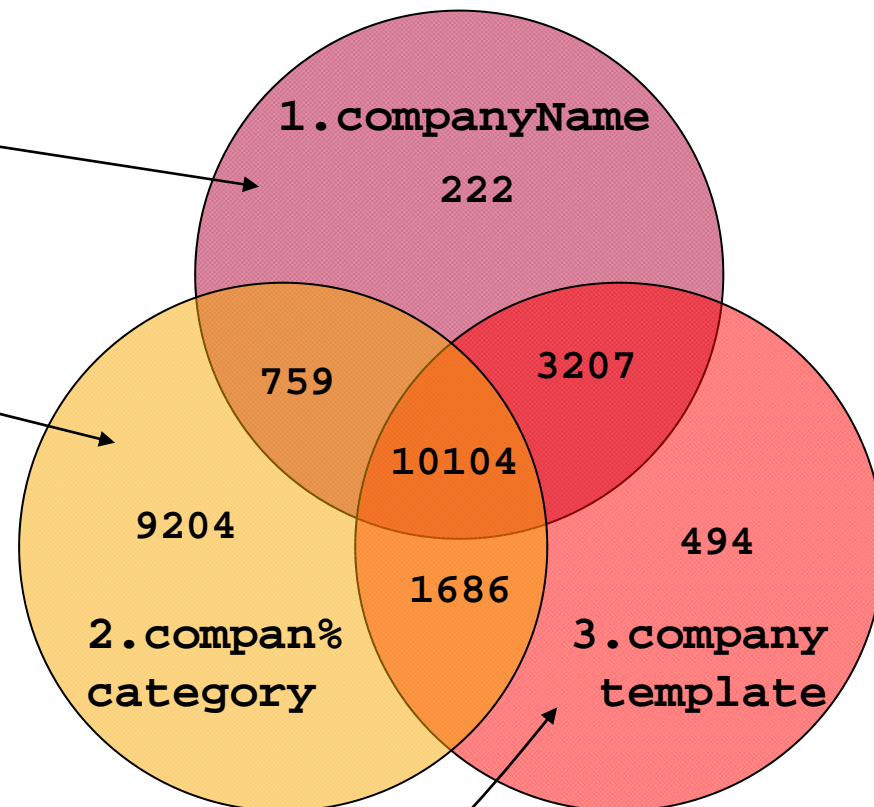 1.companyName
222
759
3207
10104
9204
494
1686
2.compan%
category
3.company
template